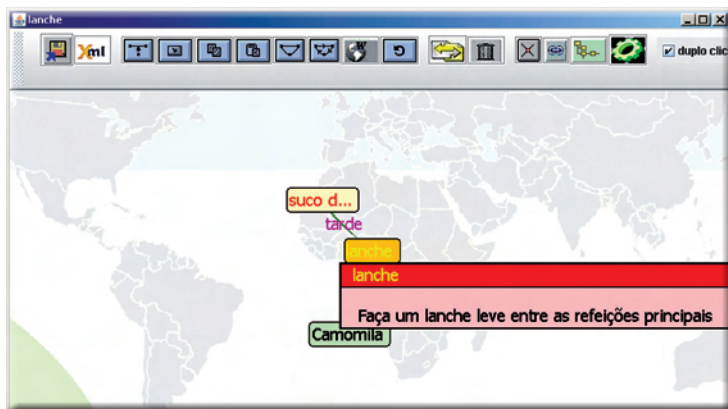 lanche
Xml
duplo clic
suco d...
tarde
lanche
lanche
Faça um lanche leve entre as refeições principais
Camomila